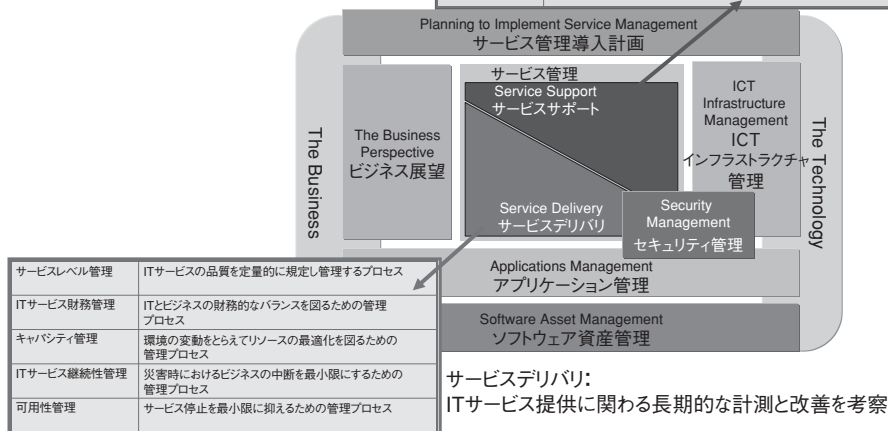 Planning to Implement Service Management
サービス管理導入計画
The Business
The Business
Perspective
ビジネス展望
サービス管理
Service Support
サービスサポート
Service Delivery
サービスデリバリ
Security
Management
セキュリティ管理
ICT
Infrastructure
Management
ICT
インフラストラクチャ
管理
The Technology
Applications Management
アプリケーション管理
Software Asset Management
ソフトウェア資産管理
サービスレベル管理 ITサービスの品質を定量的に規定し管理するプロセス
ITサービス財務管理 ITとビジネスの財務的なバランスを図るための管理
プロセス
キャパシティ管理 環境の変動をとらえてリソースの最適化を図るための
管理プロセス
ITサービス継続性管理 災害時におけるビジネスの中断を最小限にするための
管理プロセス
可用性管理 サービス停止を最小限に抑えるための管理プロセス
サービスデリバリ:
ITサービス提供に関わる長期的な計測と改善を考察